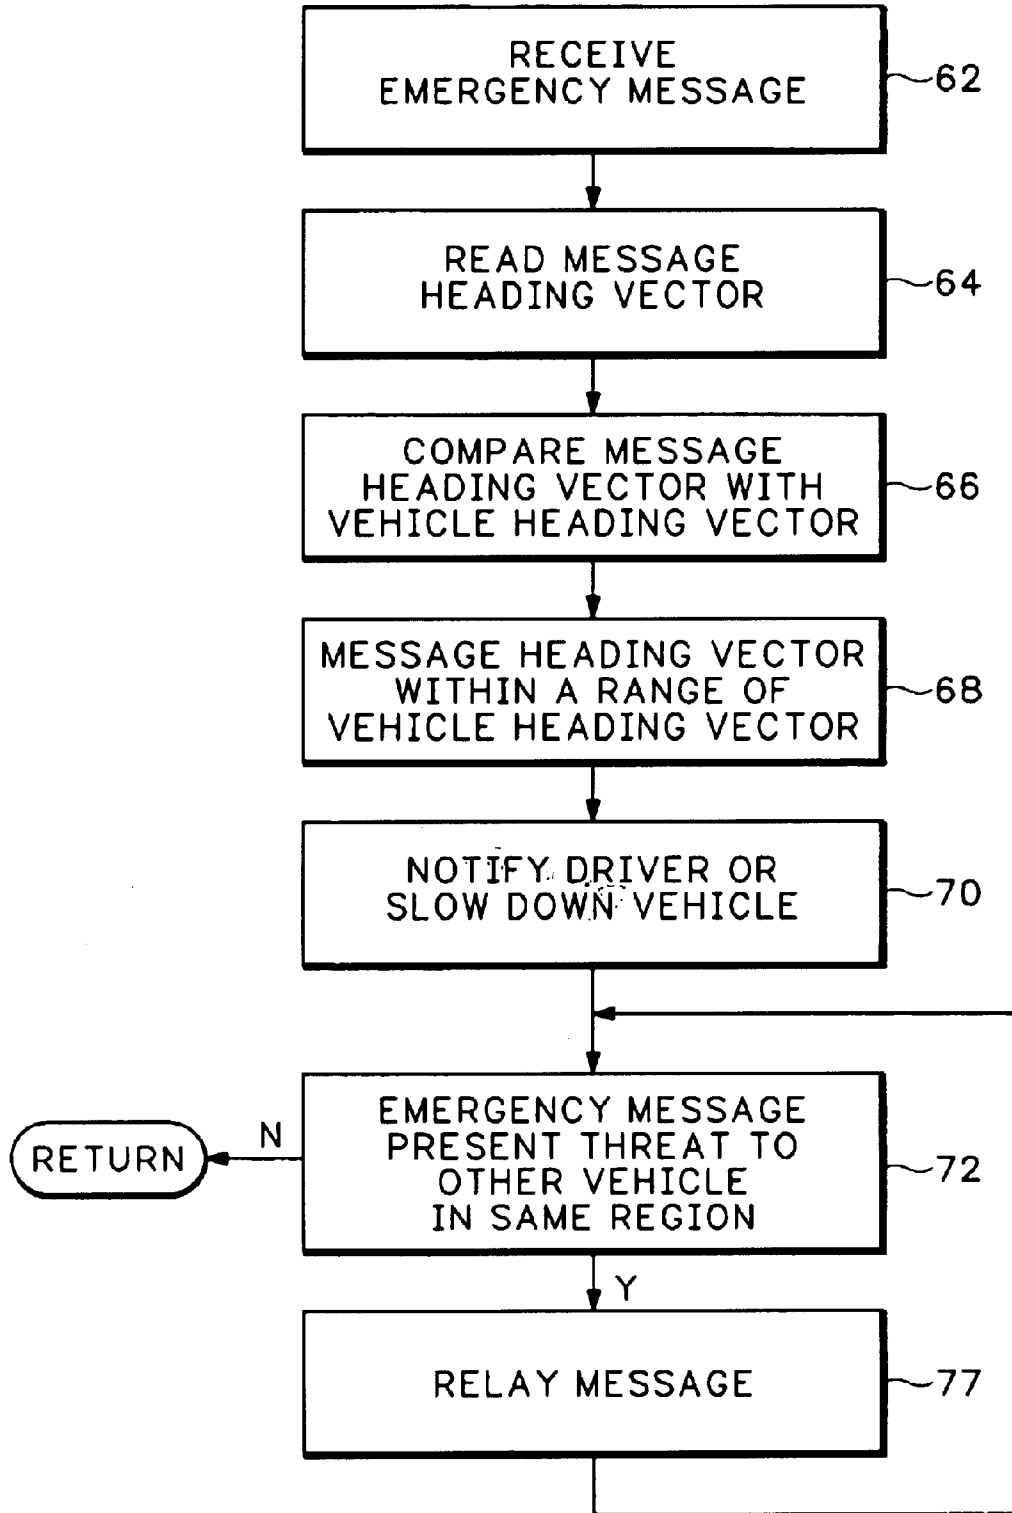 RECEIVE
EMERGENCY MESSAGE
62
READ MESSAGE
HEADING VECTOR
64
COMPARE MESSAGE
HEADING VECTOR WITH
VEHICLE HEADING VECTOR
66
MESSAGE HEADING VECTOR
WITHIN A RANGE OF
VEHICLE HEADING VECTOR
68
NOTIFY DRIVER OR
SLOW DOWN VEHICLE
70
EMERGENCY MESSAGE
PRESENT THREAT TO
OTHER VEHICLE
IN SAME REGION
72
N
RETURN
Y
RELAY MESSAGE
77